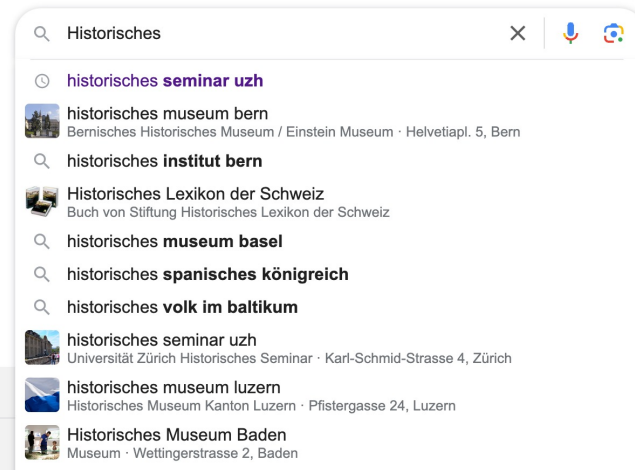 Historisches
historisches seminar uzh
historisches museum bern
Bernisches Historisches Museum / Einstein Museum · Helvetiapl. 5, Bern
historisches institut bern
Historisches Lexikon der Schweiz
Buch von Stiftung Historisches Lexikon der Schweiz
historisches museum basel
historisches spanisches königreich
historisches volk im baltikum
historisches seminar uzh
Universität Zürich Historisches Seminar · Karl-Schmid-Strasse 4, Zürich
historisches museum luzern
Historisches Museum Kanton Luzern · Pfistergasse 24, Luzern
Historisches Museum Baden
Museum · Wettingerstrasse 2, Baden